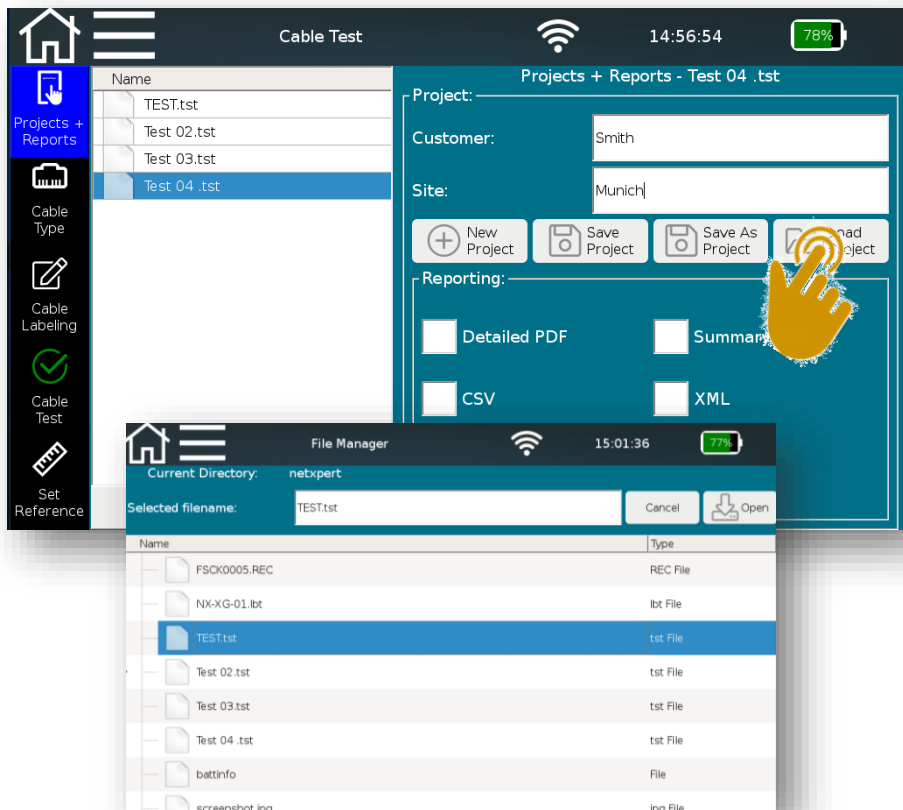 Cable Test
14:56:54
78%
Projects +
Reports
Cable
Type
Cable
Labeling
Cable
Test
Set
Reference
Name
TEST.tst
Test 02.tst
Test 03.tst
Test 04 .tst
Projects + Reports - Test 04 .tst
Project:
Customer:
Smith
Site:
Munich
New
Project
Save
Project
Save As
Project
Reporting:
Detailed PDF
Summary
CSV
XML
File Manager
15:01:36
77%
Current Directory:
netxpert
Selected filename:
TEST.tst
Cancel
Open
Name
Type
FSCK0005.REC
REC File
NX-XG-01.lbt
lbt File
TEST.tst
tst File
Test 02.tst
tst File
Test 03.tst
tst File
Test 04 .tst
tst File
battinfo
File
screenshot.jpg
jpg File